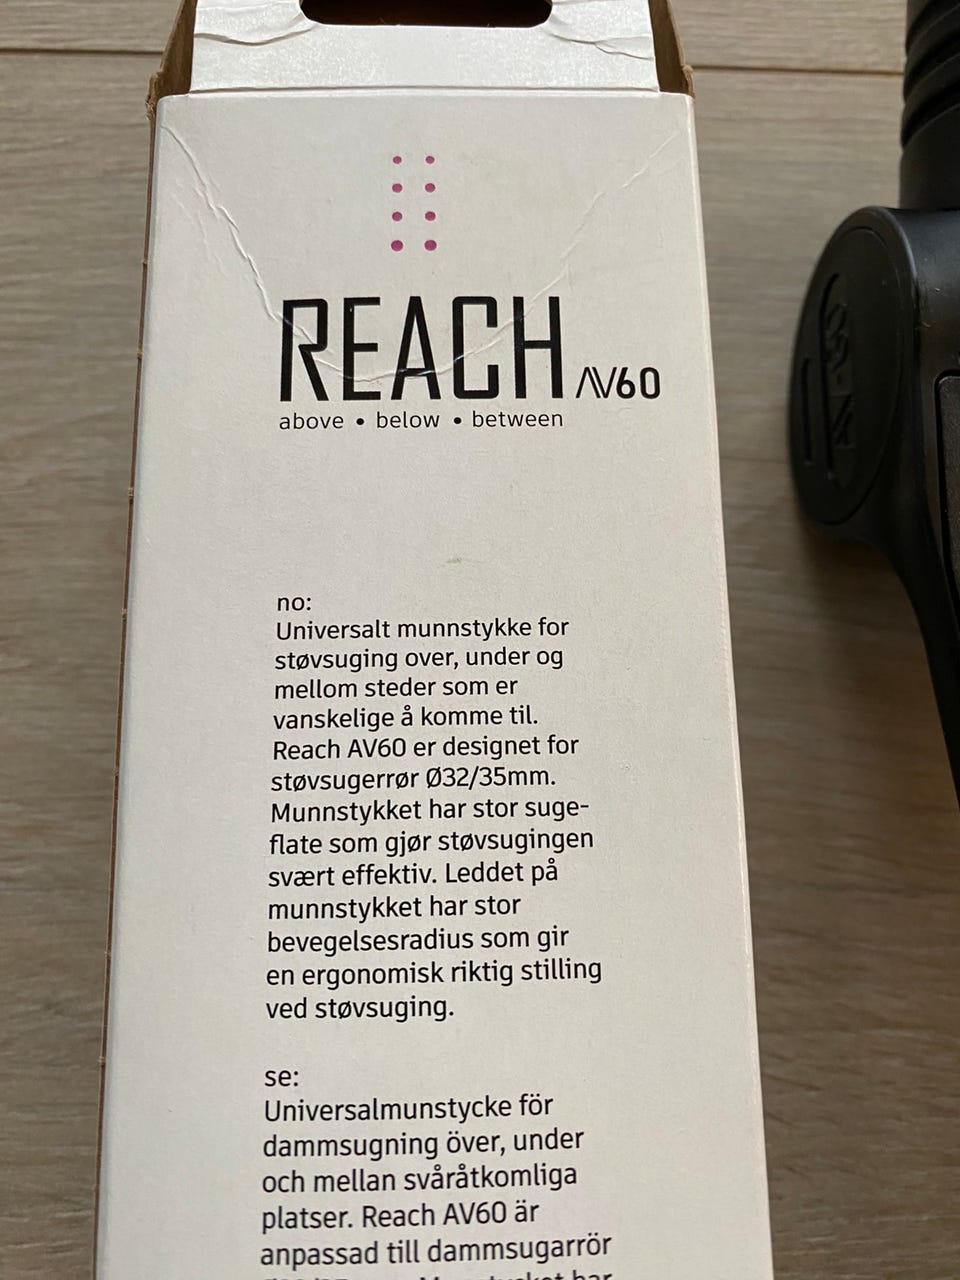 REACH AV60
above • below • between
no:
Universalt munnstykke for
støvsuging over, under og
mellom steder som er
vanskelige å komme til.
Reach AV60 er designet for
støvsugerrør Ø32/35mm.
Munnstykket har stor suge-
flate som gjør støvsugingen
svært effektiv. Leddet på
munnstykket har stor
bevegelsesradius som gir
en ergonomisk riktig stilling
ved støvsuging.
se:
Universalmunstycke för
dammsugning över, under
och mellan svåråtkomliga
platser. Reach AV60 är
anpassad till dammsugarrör